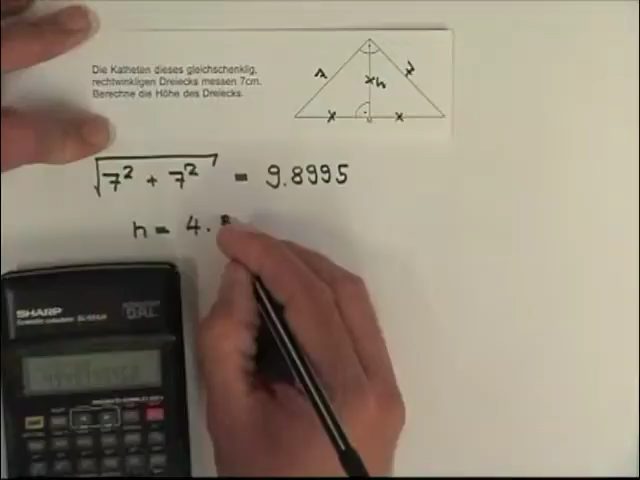 Die Katheten dieses gleichschenklig,
rechtwinkligen Dreiecks messen 7cm.
Berechne die Höhe des Dreiecks.
7 7
x h
x x
√7² + 7² = 9.8995
h = 4.
SHARP
D.A.L.